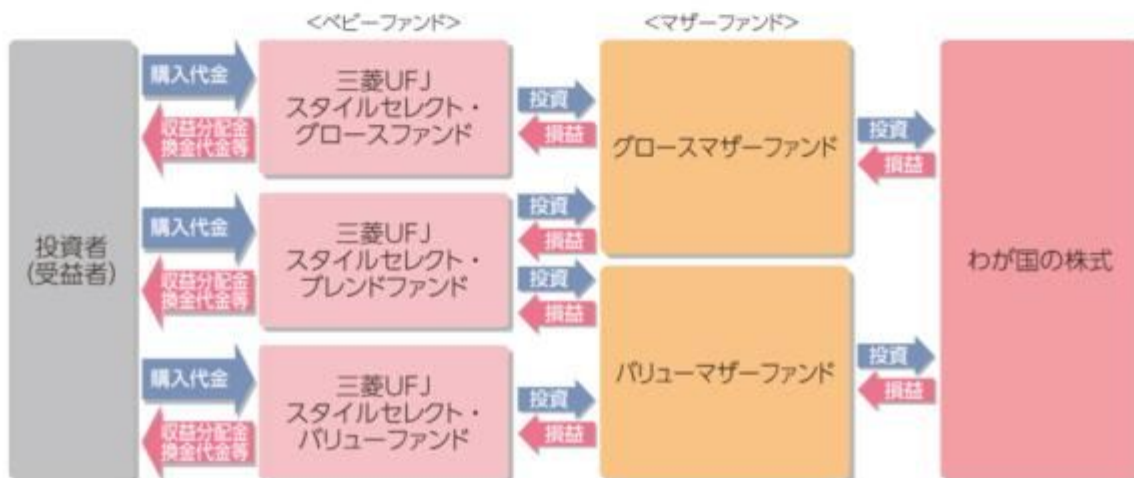 <ベビーファンド>
<マザーファンド>
投資者
(受益者)
購入代金
収益分配金
換金代金等
三菱UFJ
スタイルセレクト・
グロースファンド
投資
損益
購入代金
収益分配金
換金代金等
三菱UFJ
スタイルセレクト・
ブレンドファンド
投資
損益
投資
損益
購入代金
収益分配金
換金代金等
三菱UFJ
スタイルセレクト・
バリューファンド
投資
損益
グロースマザーファンド
投資
損益
バリューマザーファンド
投資
損益
わが国の株式